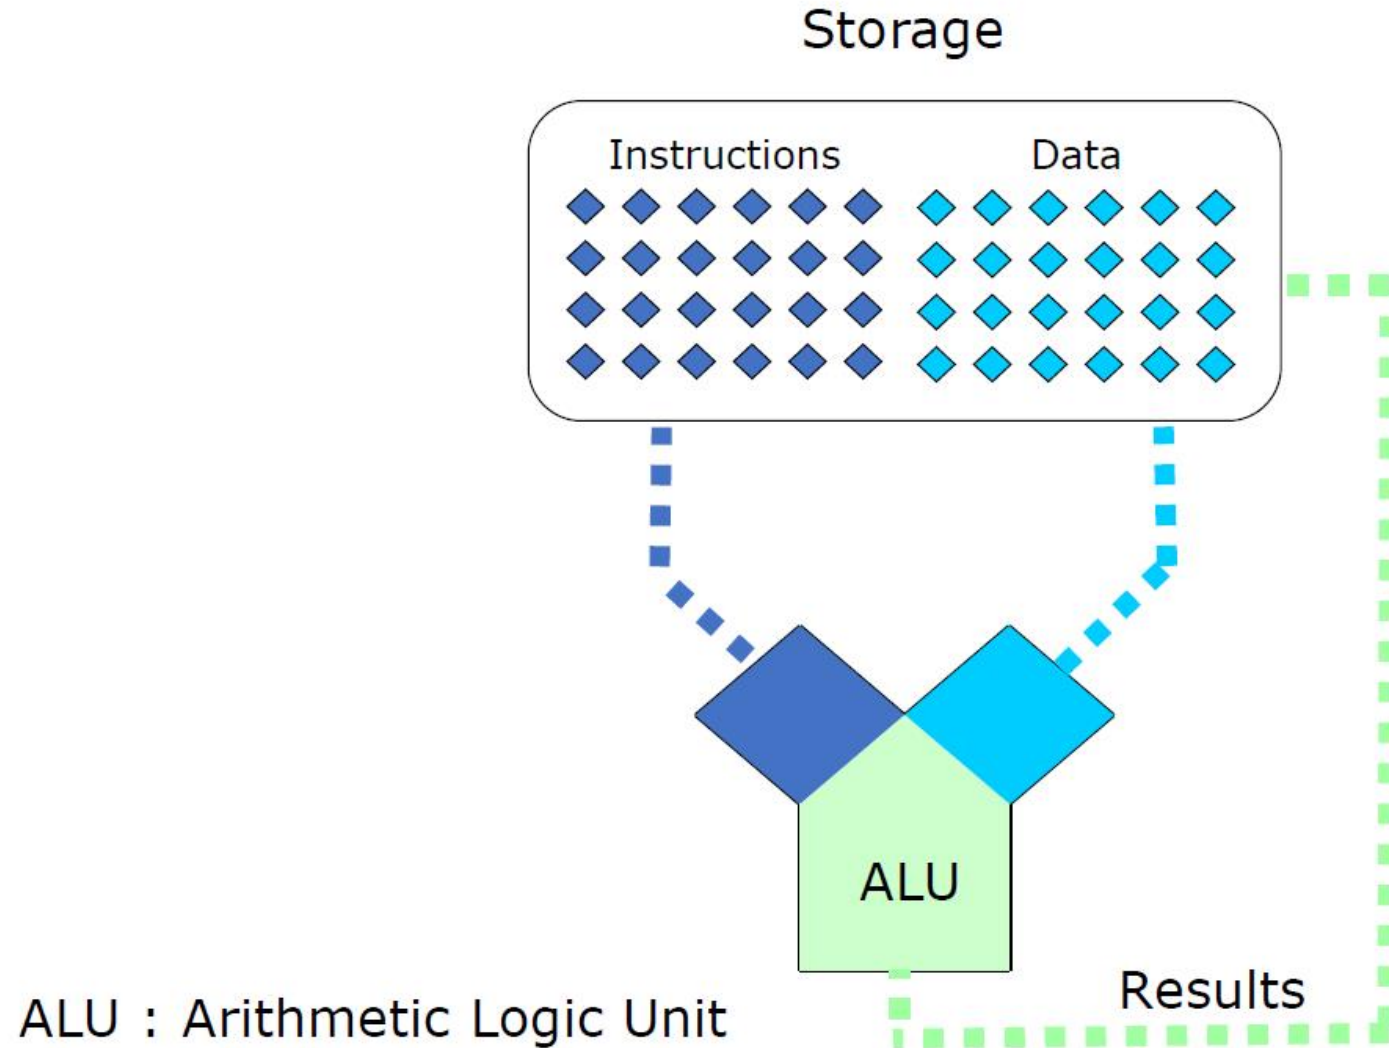 Storage
Instructions
Data
ALU
Results
ALU : Arithmetic Logic Unit